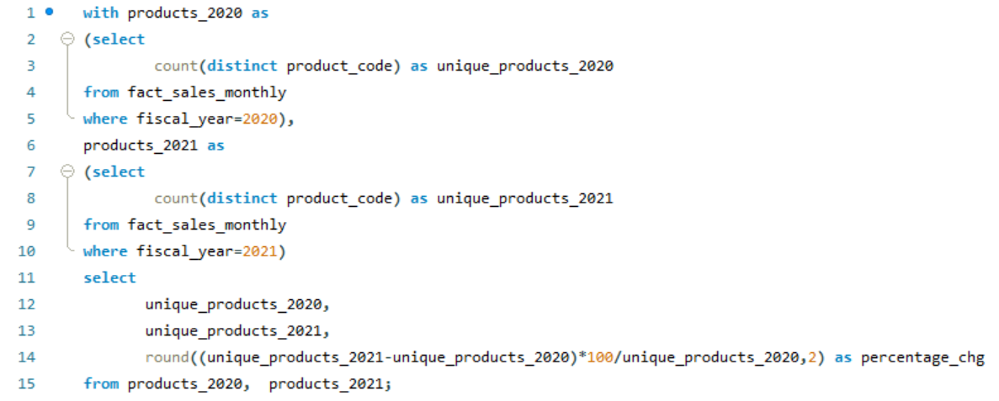 1 with products_2020 as
2 (select
3 count(distinct product_code) as unique_products_2020
4 from fact_sales_monthly
5 where fiscal_year=2020),
6 products_2021 as
7 (select
8 count(distinct product_code) as unique_products_2021
9 from fact_sales_monthly
10 where fiscal_year=2021)
11 select
12 unique_products_2020,
13 unique_products_2021,
14 round((unique_products_2021-unique_products_2020)*100/unique_products_2020,2) as percentage_chg
15 from products_2020,  products_2021;